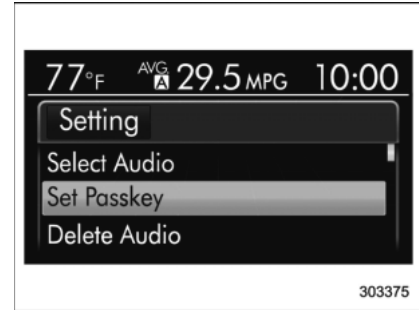 77°F AVG A 29.5 MPG 10:00
Setting
Select Audio
Set Passkey
Delete Audio
303375